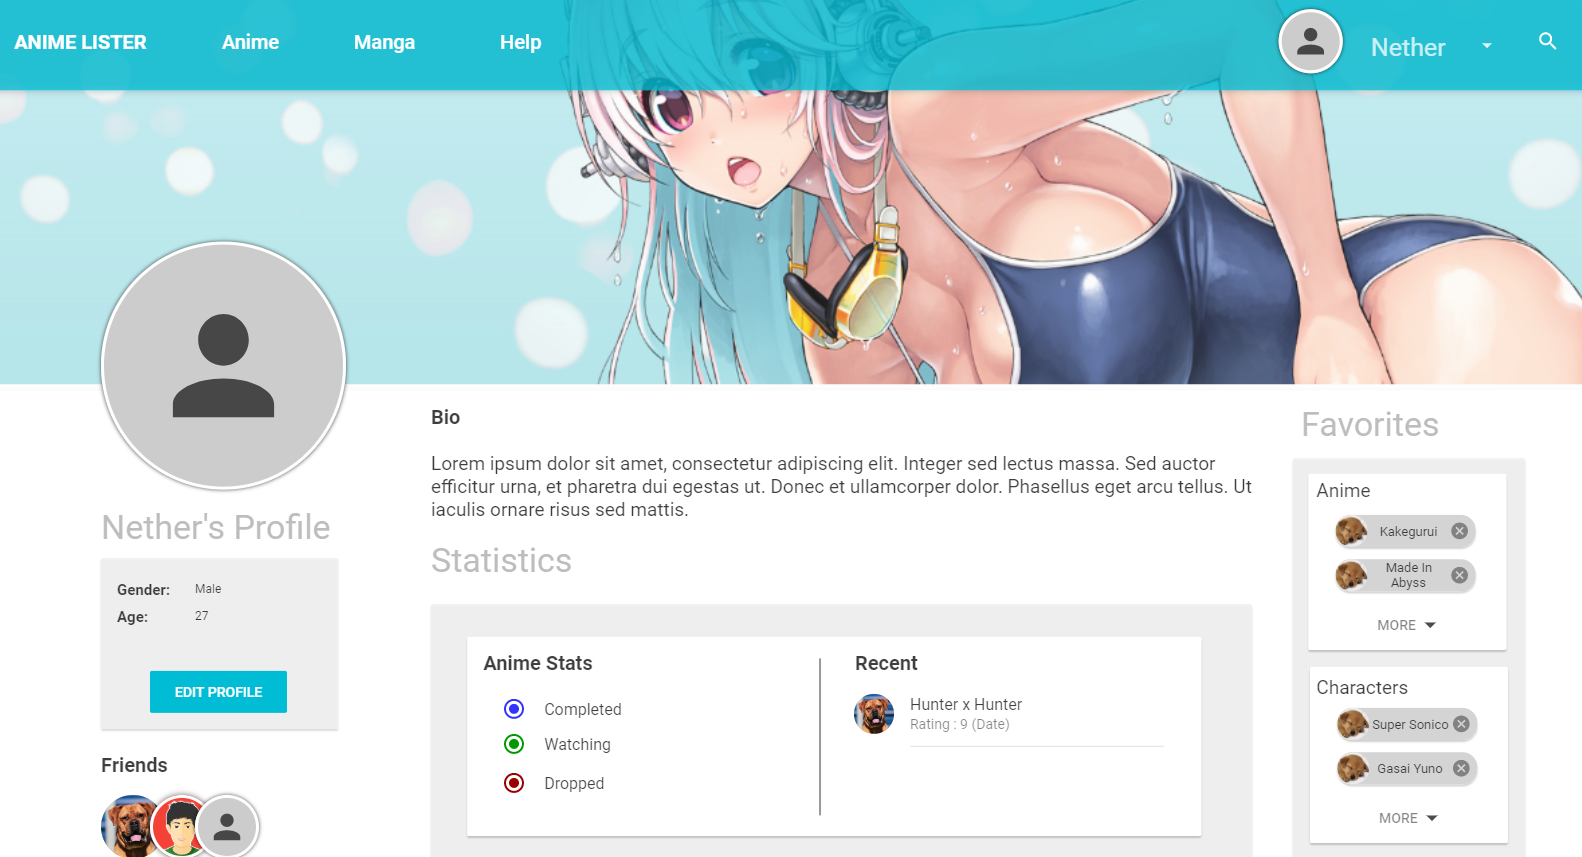 ANIME LISTER
Anime
Manga
Help
Nether
Nether's Profile
Gender: Male
Age: 27
EDIT PROFILE
Friends
Bio
Lorem ipsum dolor sit amet, consectetur adipiscing elit. Integer sed lectus massa. Sed auctor
efficitur urna, et pharetra dui egestas ut. Donec et ullamcorper dolor. Phasellus eget arcu tellus. Ut
iaculis ornare risus sed mattis.
Statistics
Anime Stats
Completed
Watching
Dropped
Recent
Hunter x Hunter
Rating : 9 (Date)
Favorites
Anime
Kakegurui
Made In
Abyss
MORE
Characters
Super Sonico
Gasai Yuno
MORE